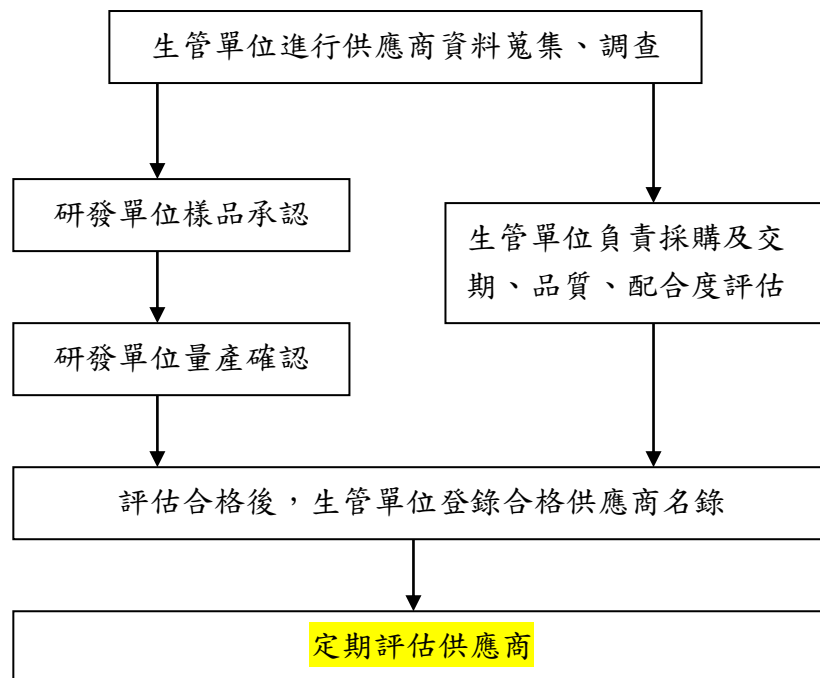 生管單位進行供應商資料蒐集、調查
研發單位樣品承認
生管單位負責採購及交
期、品質、配合度評估
研發單位量產確認
評估合格後，生管單位登錄合格供應商名錄
定期評估供應商